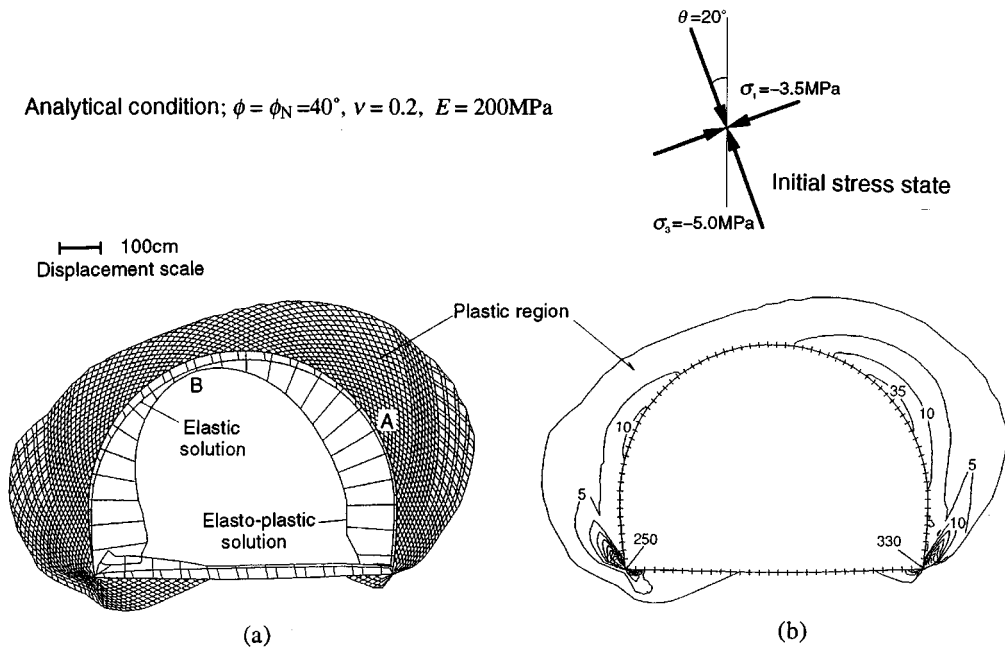 θ=20°
σ₁=-3.5MPa
Analytical condition; ϕ = ϕN =40°, ν = 0.2, E = 200MPa
Initial stress state
σ₃=-5.0MPa
100cm
Displacement scale
Plastic region
B
A
Elastic
solution
Elasto-plastic
solution
35
10
10
5
5
10
250
330
(a)
(b)